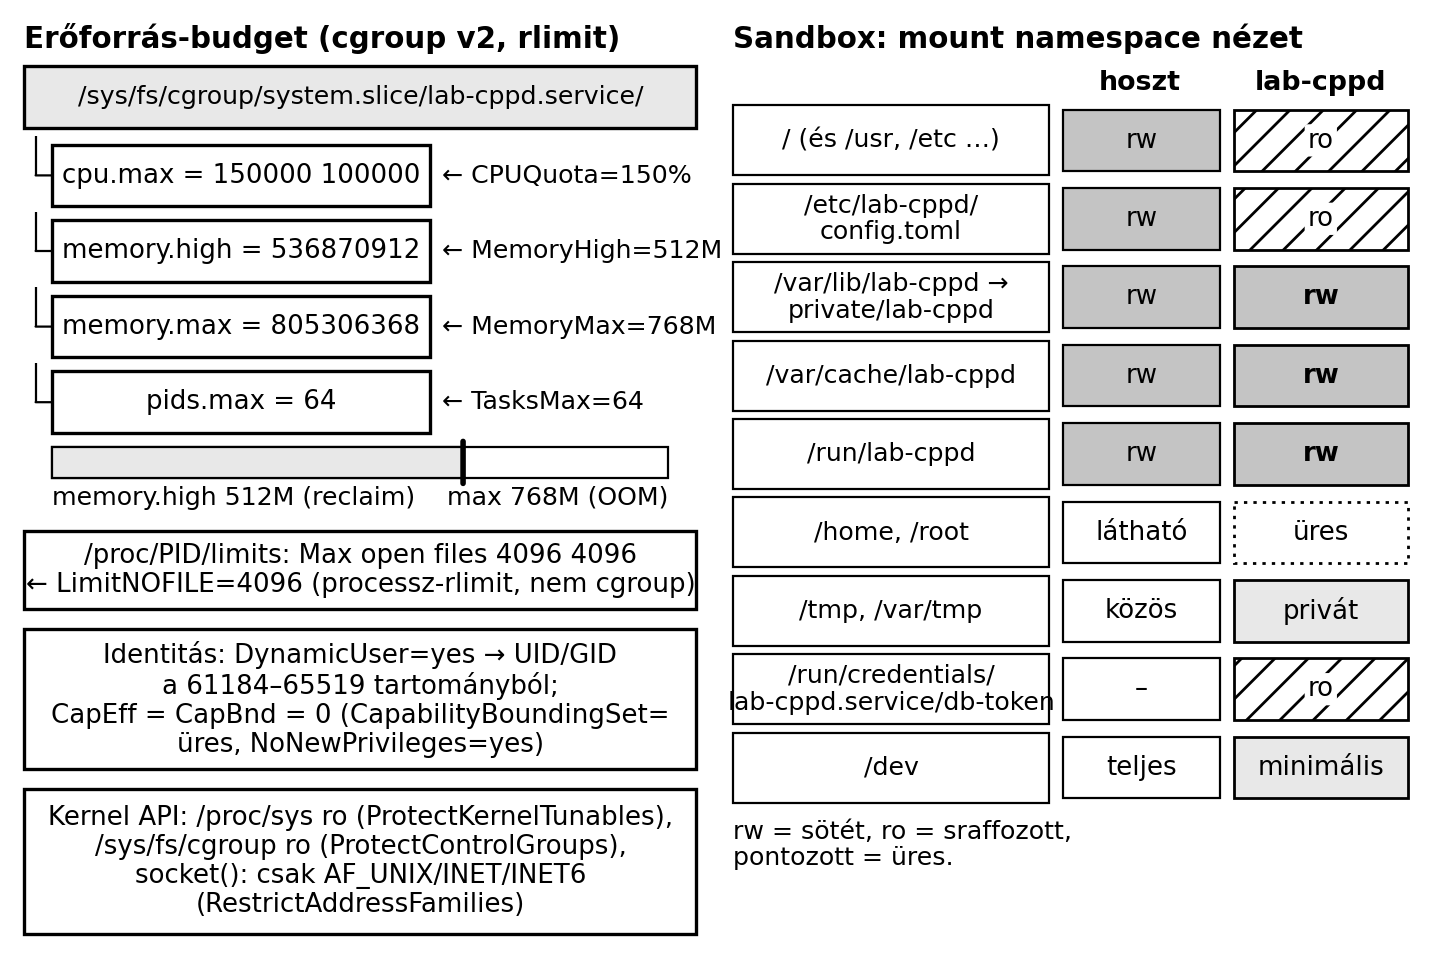 Erőforrás-budget (cgroup v2, rlimit)
/sys/fs/cgroup/system.slice/lab-cppd.service/
cpu.max = 150000 100000
← CPUQuota=150%
memory.high = 536870912
← MemoryHigh=512M
memory.max = 805306368
← MemoryMax=768M
pids.max = 64
← TasksMax=64
memory.high 512M (reclaim)
max 768M (OOM)
/proc/PID/limits: Max open files 4096 4096
← LimitNOFILE=4096 (processz-rlimit, nem cgroup)
Identitás: DynamicUser=yes → UID/GID
a 61184–65519 tartományból;
CapEff = CapBnd = 0 (CapabilityBoundingSet=
üres, NoNewPrivileges=yes)
Kernel API: /proc/sys ro (ProtectKernelTunables),
/sys/fs/cgroup ro (ProtectControlGroups),
socket(): csak AF_UNIX/INET/INET6
(RestrictAddressFamilies)
Sandbox: mount namespace nézet
hoszt
lab-cppd
/ (és /usr, /etc …)
rw
ro
/etc/lab-cppd/
config.toml
rw
ro
/var/lib/lab-cppd →
private/lab-cppd
rw
rw
/var/cache/lab-cppd
rw
rw
/run/lab-cppd
rw
rw
/home, /root
látható
üres
/tmp, /var/tmp
közös
privát
/run/credentials/
lab-cppd.service/db-token
–
ro
/dev
teljes
minimális
rw = sötét, ro = sraffozott,
pontozott = üres.